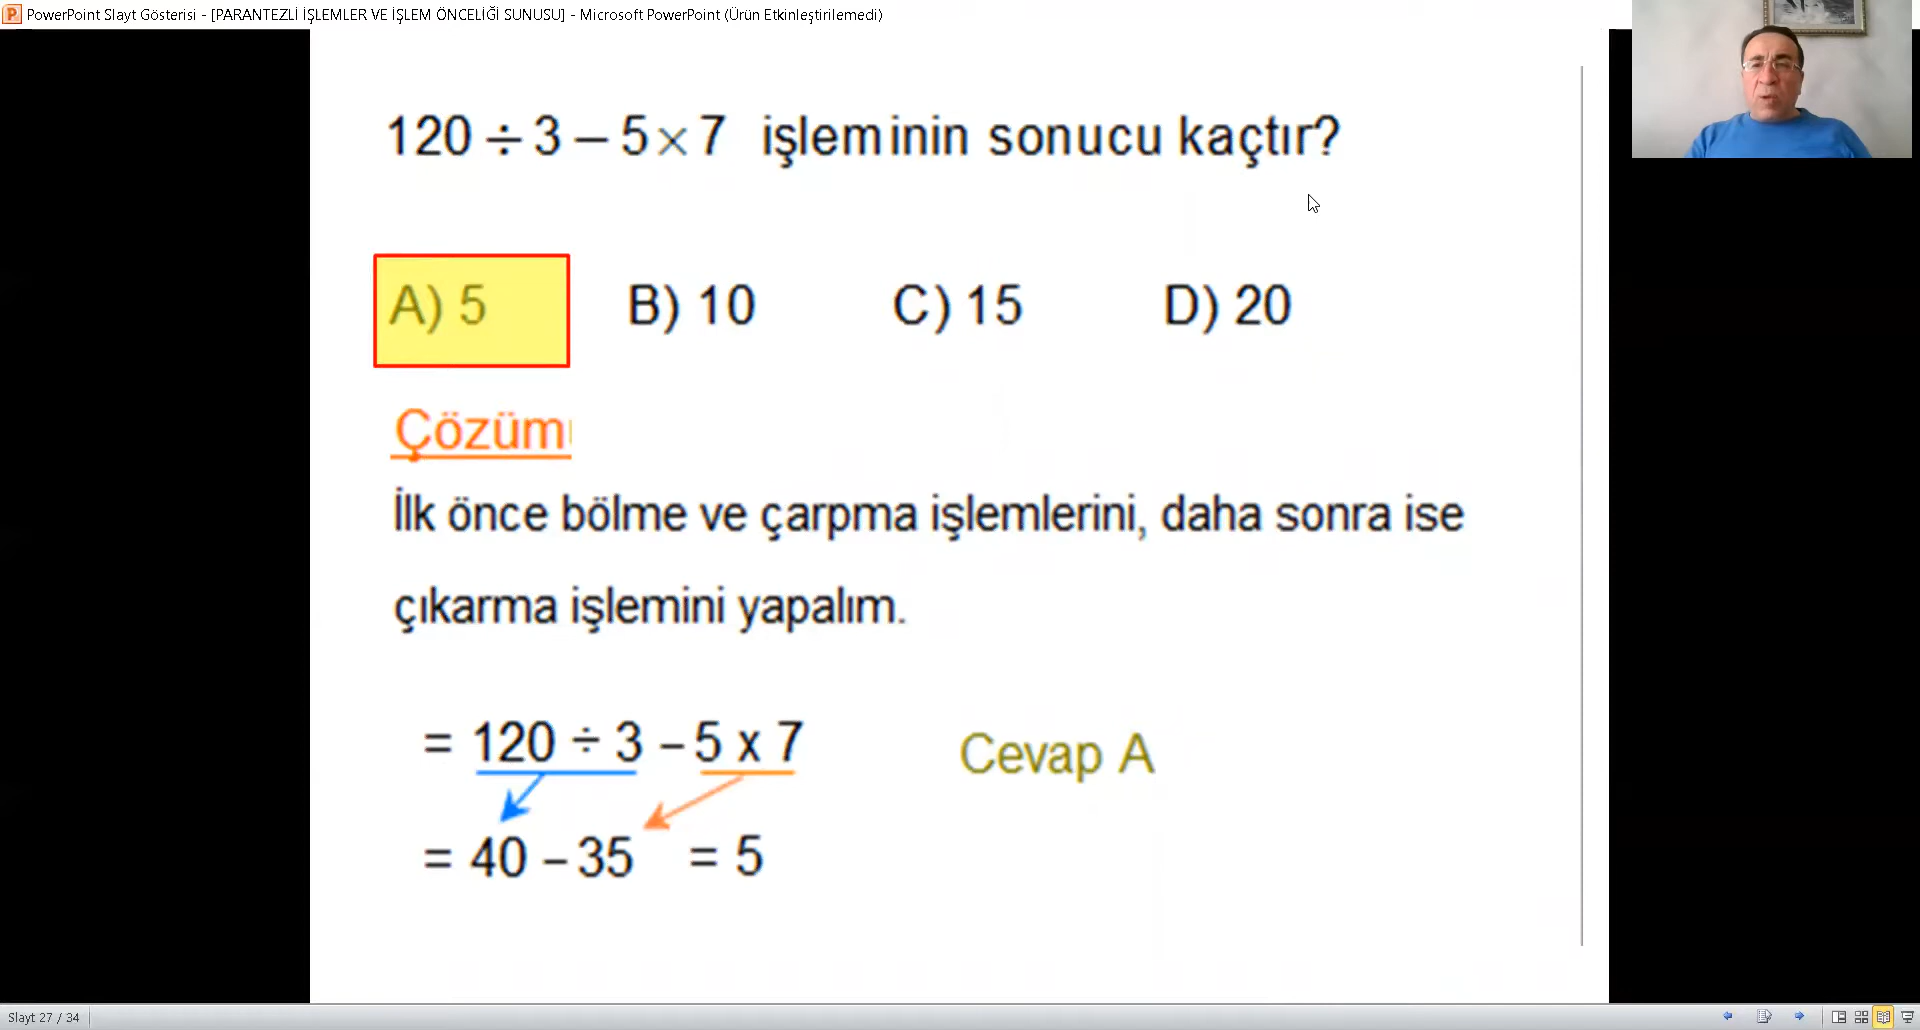 PowerPoint Slayt Gösterisi - [PARANTEZLİ İŞLEMLER VE İŞLEM ÖNCELİĞİ SUNUSU] - Microsoft PowerPoint (Ürün Etkinleştirilemedi)
120 ÷ 3 – 5 × 7 işleminin sonucu kaçtır?
A) 5 B) 10 C) 15 D) 20
Çözüm
İlk önce bölme ve çarpma işlemlerini, daha sonra ise
çıkarma işlemini yapalım.
= 120 ÷ 3 – 5 x 7
Cevap A
= 40 – 35 = 5
Slayt 27 / 34